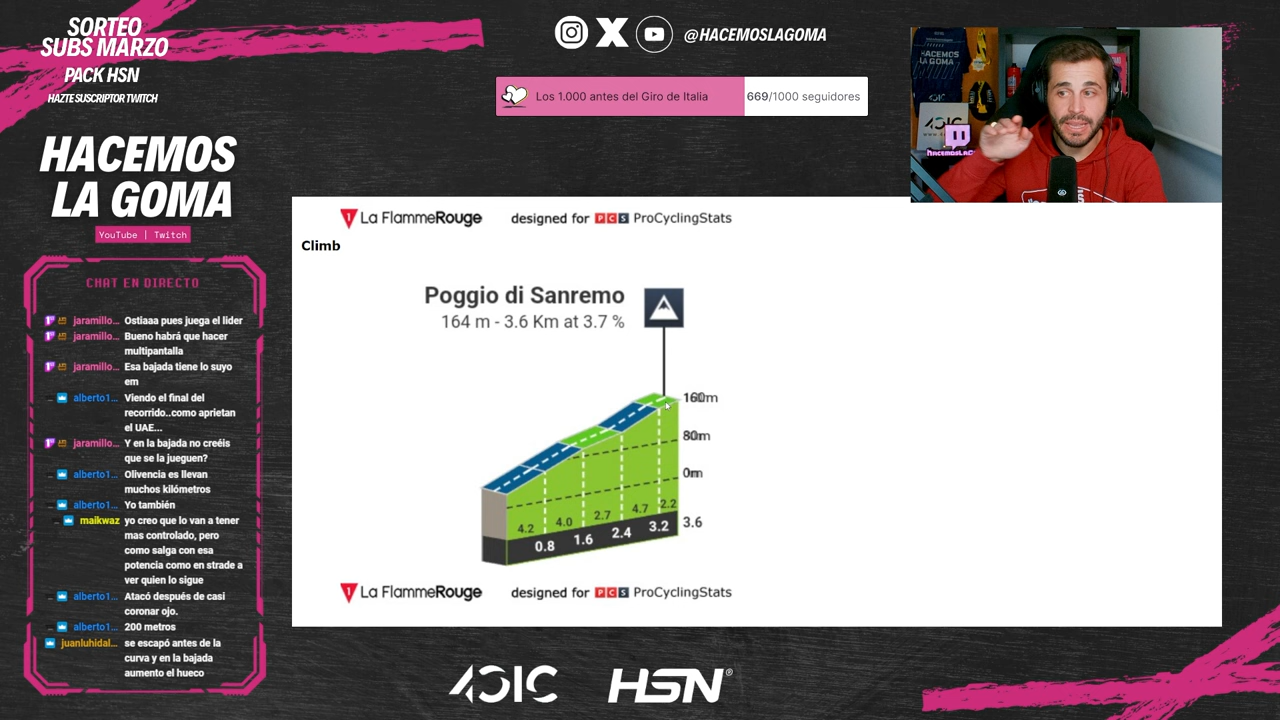 SORTEO
SUBS MARZO
PACK HSN
HAZTE SUSCRIPTOR TWITCH
@HACEMOSLAGOMA
Los 1.000 antes del Giro de Italia
669/1000 seguidores
HACEMOS
LA GOMA
YouTube | Twitch
HACEMOS
LA GOMA
CHAT EN DIRECTO
jaramillo... Ostiaaa pues juega el lider
jaramillo... Bueno habrá que hacer
multipantalla
jaramillo... Esa bajada tiene lo suyo
em
alberto1... Viendo el final del
recorrido..como aprietan
el UAE...
jaramillo... Y en la bajada no creéis
que se la jueguen?
alberto1... Olivencia es llevan
muchos kilómetros
alberto1... Yo también
maikwaz yo creo que lo van a tener
mas controlado, pero
como salga con esa
potencia como en strade a
ver quien lo sigue
alberto1... Atacó después de casi
coronar ojo.
alberto1... 200 metros
juanluhidal... se escapó antes de la
curva y en la bajada
aumento el hueco
La FlammeRouge designed for PCS ProCyclingStats
Climb
Poggio di Sanremo
164 m - 3.6 Km at 3.7 %
80m
0m
4.2 4.0 2.7 4.7 2.2
0.8 1.6 2.4 3.2 3.6
La FlammeRouge designed for PCS ProCyclingStats
HSN®